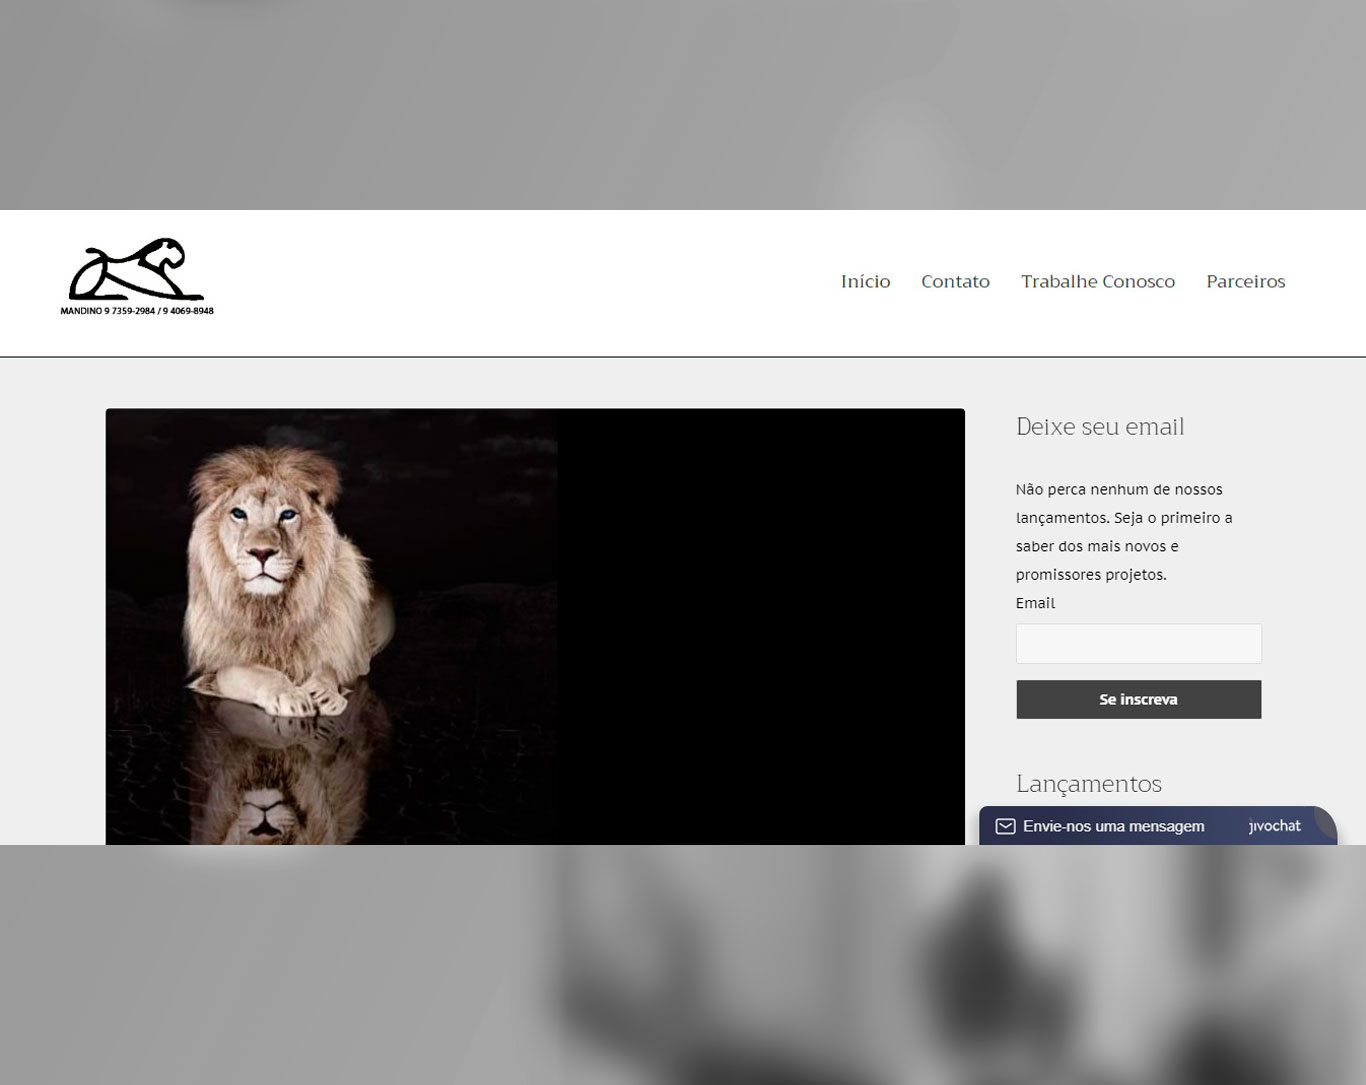 MANDINO 9 7359-2984 / 9 4069-8948
Início Contato Trabalhe Conosco Parceiros
Deixe seu email
Não perca nenhum de nossos
lançamentos. Seja o primeiro a
saber dos mais novos e
promissores projetos.
Email
Se inscreva
Lançamentos
Envie-nos uma mensagem jivochat